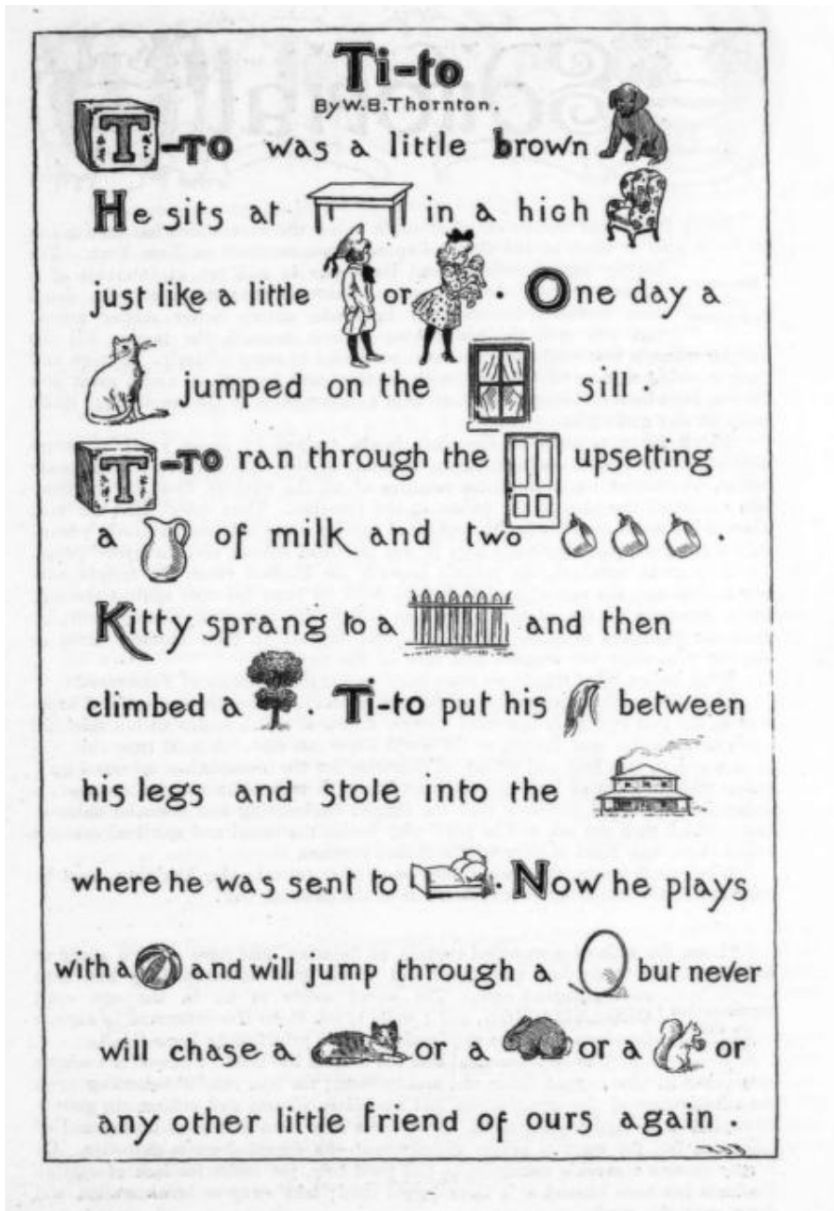 Ti-to
By W.B.Thornton.
T-TO was a little brown
He sits at in a high
just like a little or . One day a
jumped on the sill.
T-TO ran through the upsetting
a of milk and two .
Kitty sprang to a and then
climbed a . Ti-to put his between
his legs and stole into the
where he was sent to . Now he plays
with a and will jump through a but never
will chase a or a or a or
any other little friend of ours again .